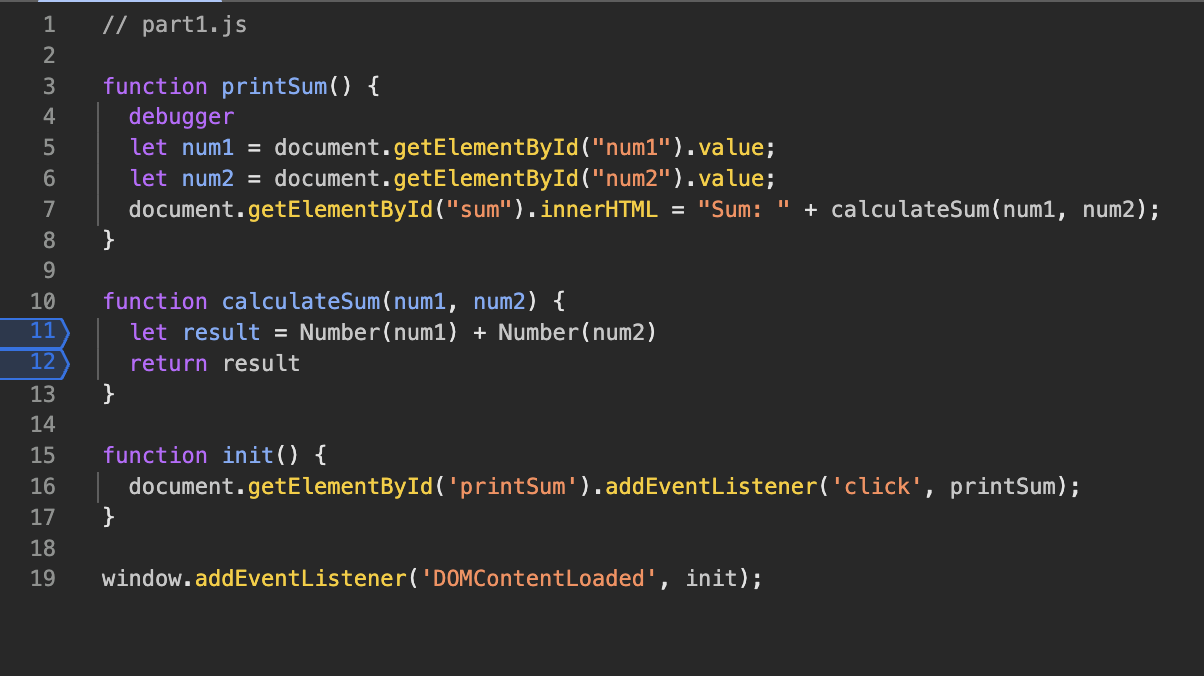 1 // part1.js
2
3 function printSum() {
4   debugger
5   let num1 = document.getElementById("num1").value;
6   let num2 = document.getElementById("num2").value;
7   document.getElementById("sum").innerHTML = "Sum: " + calculateSum(num1, num2);
8 }
9
10 function calculateSum(num1, num2) {
11   let result = Number(num1) + Number(num2)
12   return result
13 }
14
15 function init() {
16   document.getElementById('printSum').addEventListener('click', printSum);
17 }
18
19 window.addEventListener('DOMContentLoaded', init);